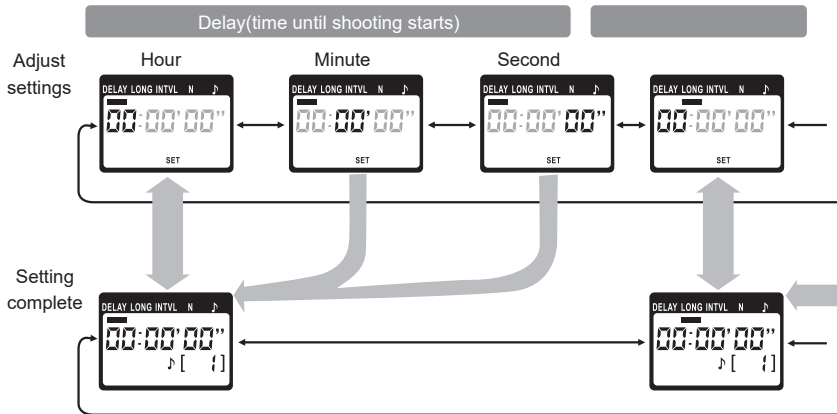 Delay(time until shooting starts)
Adjust settings
Hour
Minute
Second
DELAY LONG INTVL N ♪
00:00'00"
SET
DELAY LONG INTVL N ♪
00:00'00"
SET
DELAY LONG INTVL N ♪
00:00'00"
SET
DELAY LONG INTVL N ♪
00:00'00"
SET
Setting complete
DELAY LONG INTVL N ♪
00:00'00"
♪ [ 1]
DELAY LONG INTVL N ♪
00:00'00"
♪ [ 1]